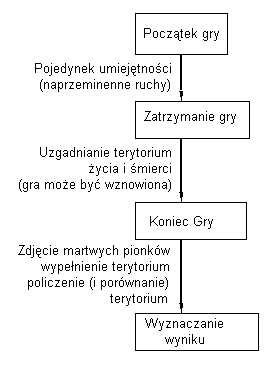 Początek gry
Pojedynek umiejętności
(naprzeminenne ruchy)
Zatrzymanie gry
Uzgadnianie terytorium
życia i śmierci
(gra może być wznowiona)
Koniec Gry
Zdjęcie martwych pionków
wypełnienie terytorium
policzenie (i porównanie)
terytorium
Wyznaczanie
wyniku